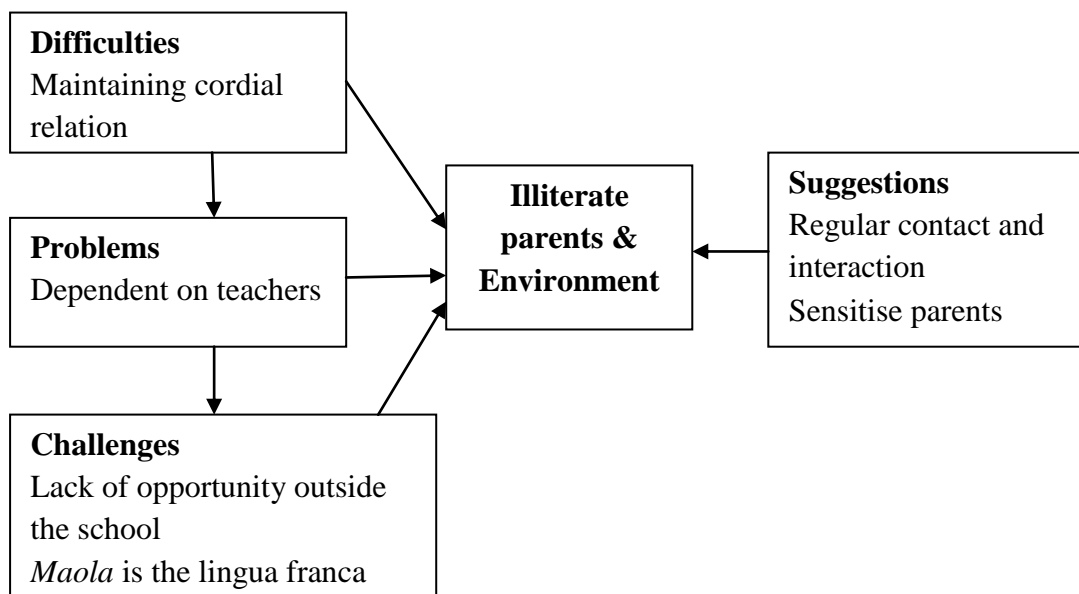 Difficulties
Maintaining cordial
relation
Problems
Dependent on teachers
Challenges
Lack of opportunity outside
the school
Maola is the lingua franca
Illiterate
parents &
Environment
Suggestions
Regular contact and
interaction
Sensitise parents